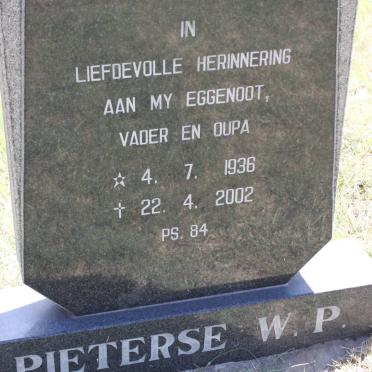 IN
LIEFDEVOLLE HERINNERING
AAN MY EGGENOOT,
VADER EN OUPA
☆ 4. 7. 1936
† 22. 4. 2002
PS. 84
PIETERSE W. P.